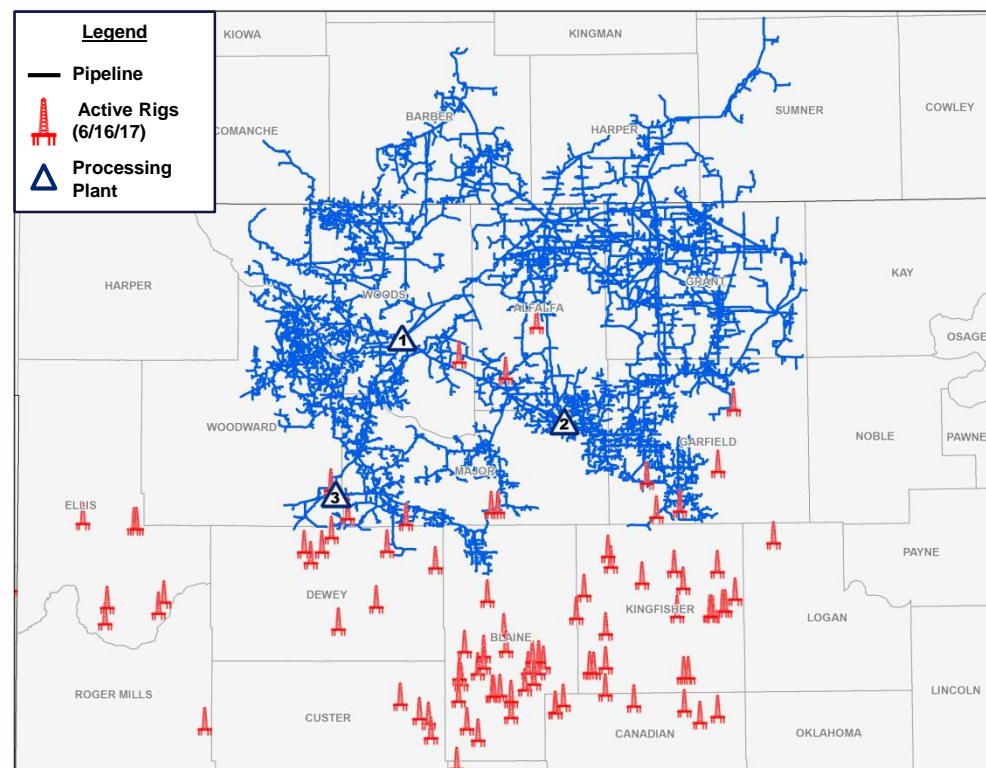 Legend
Pipeline
Active Rigs
(6/16/17)
Processing
Plant
KIOWA
KINGMAN
SUMNER
COWLEY
BARBER
HARPER
COMANCHE
KAY
HARPER
WOODS
GRANT
ALFALFA
OSAGE
1
2
WOODWARD
GARFIELD
NOBLE
PAWNE
MAJOR
3
ELLIS
PAYNE
DEWEY
KINGFISHER
LOGAN
BLAINE
ROGER MILLS
LINCOLN
CUSTER
CANADIAN
OKLAHOMA